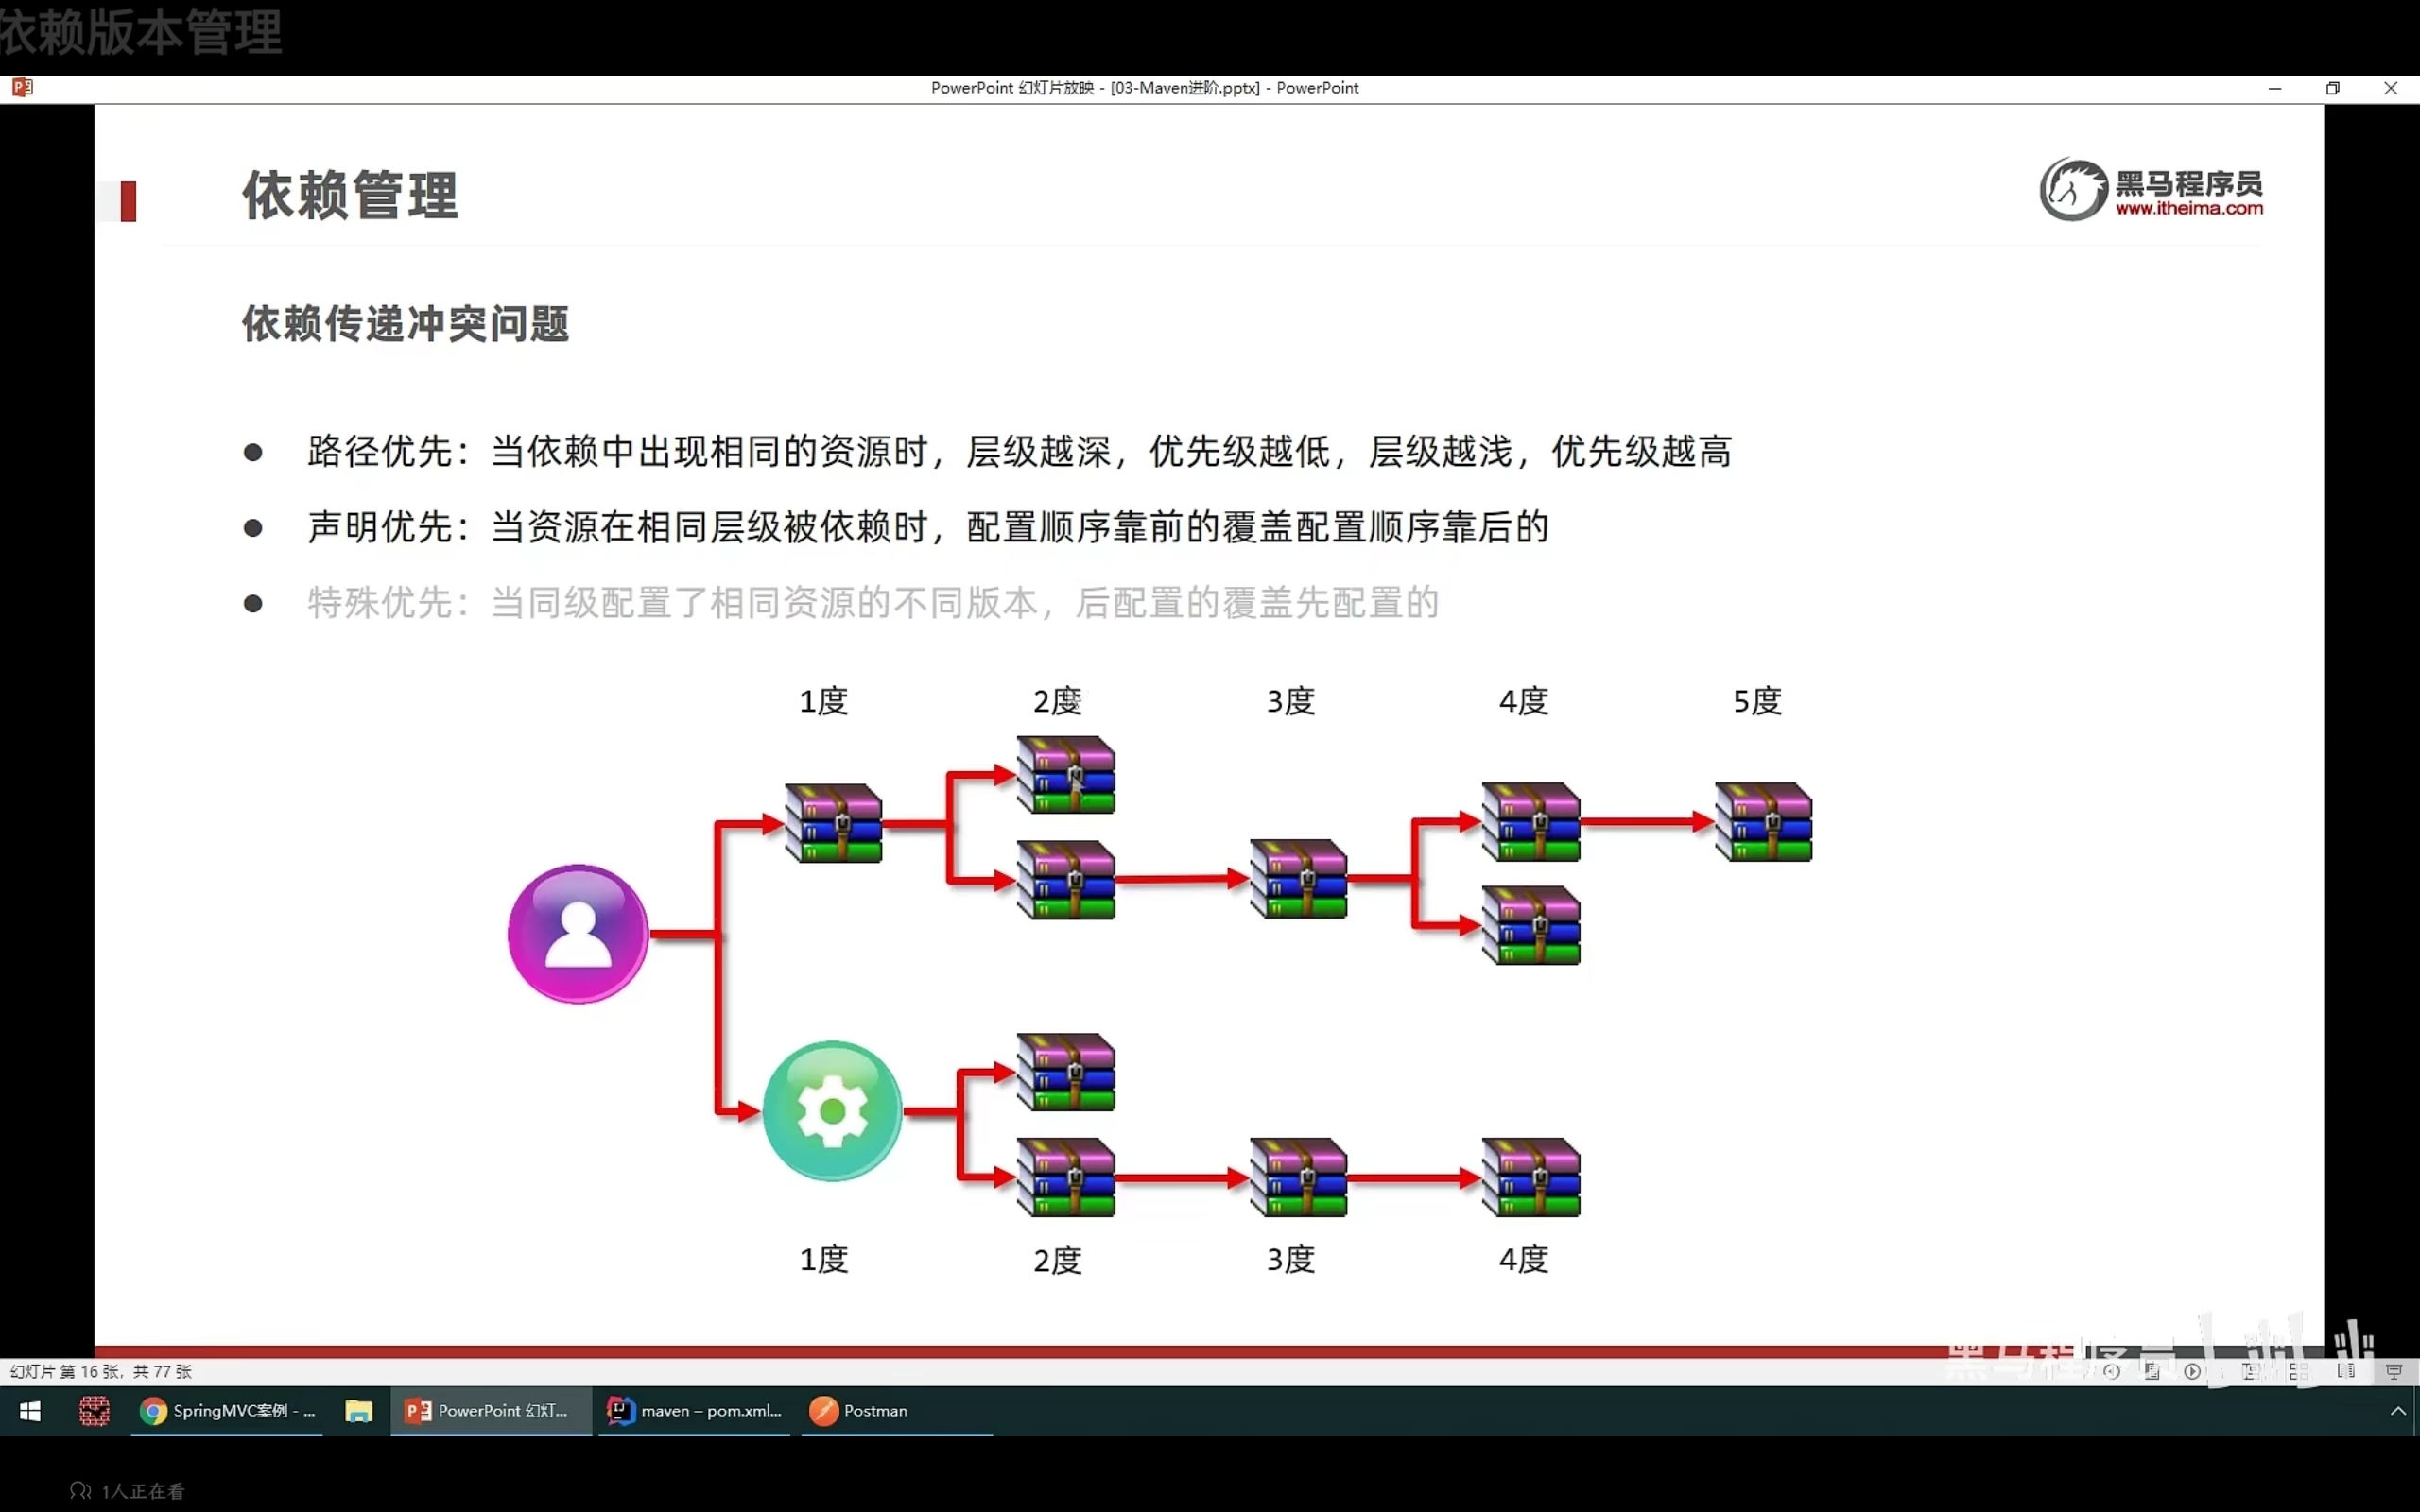 依赖版本管理
PowerPoint 幻灯片放映 - [03-Maven进阶.pptx] - PowerPoint
依赖管理
黑马程序员
www.itheima.com
依赖传递冲突问题
路径优先：当依赖中出现相同的资源时，层级越深，优先级越低，层级越浅，优先级越高
声明优先：当资源在相同层级被依赖时，配置顺序靠前的覆盖配置顺序靠后的
特殊优先：当同级配置了相同资源的不同版本，后配置的覆盖先配置的
1度 2度 3度 4度 5度
1度 2度 3度 4度
黑马程序员
幻灯片 第 16 张，共 77 张
SpringMVC案例 - ... PowerPoint 幻灯... maven – pom.xml... Postman
1人正在看